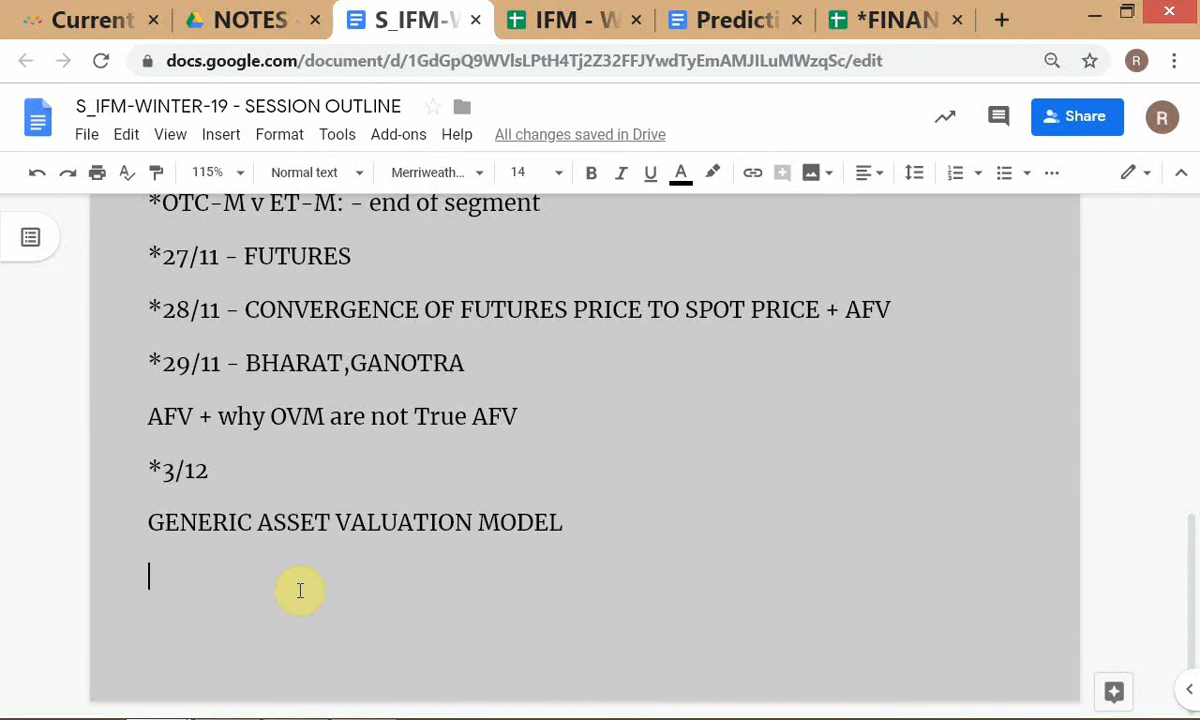 Current
NOTES -
S_IFM-W
IFM - W
Predicti
*FINAN
docs.google.com/document/d/1GdGpQ9WVlsLPtH4Tj2Z32FFJYwdTyEmAMJILuMWzqSc/edit
R
S_IFM-WINTER-19 - SESSION OUTLINE
File Edit View Insert Format Tools Add-ons Help All changes saved in Drive
Share
R
115% Normal text Merriweath... 14 B I U A
*OTC-M v ET-M: - end of segment
*27/11 - FUTURES
*28/11 - CONVERGENCE OF FUTURES PRICE TO SPOT PRICE + AFV
*29/11 - BHARAT,GANOTRA
AFV + why OVM are not True AFV
*3/12
GENERIC ASSET VALUATION MODEL